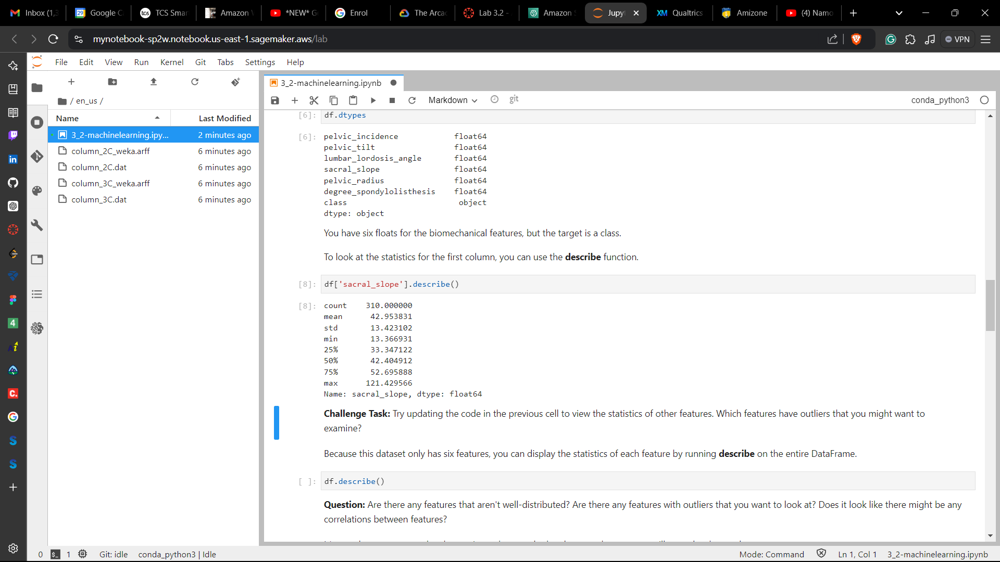 Inbox (1,3
Google C
TCS Smar
Amazon W
*NEW* G
Enrol
The Arca
Lab 3.2 -
Amazon S
Jupyt
Qualtrics
Amizone
(4) Namo
mynotebook-sp2w.notebook.us-east-1.sagemaker.aws/lab
VPN
File Edit View Run Kernel Git Tabs Settings Help
/ en_us /
Name Last Modified
3_2-machinelearning.ipy... 2 minutes ago
column_2C_weka.arff 6 minutes ago
column_2C.dat 6 minutes ago
column_3C_weka.arff 6 minutes ago
column_3C.dat 6 minutes ago
3_2-machinelearning.ipynb
Markdown git conda_python3
[6]: df.dtypes
[6]: pelvic_incidence float64
pelvic_tilt float64
lumbar_lordosis_angle float64
sacral_slope float64
pelvic_radius float64
degree_spondylolisthesis float64
class object
dtype: object
You have six floats for the biomechanical features, but the target is a class.
To look at the statistics for the first column, you can use the describe function.
[8]: df['sacral_slope'].describe()
[8]: count 310.000000
mean 42.953831
std 13.423102
min 13.366931
25% 33.347122
50% 42.404912
75% 52.695888
max 121.429566
Name: sacral_slope, dtype: float64
Challenge Task: Try updating the code in the previous cell to view the statistics of other features. Which features have outliers that you might want to
examine?
Because this dataset only has six features, you can display the statistics of each feature by running describe on the entire DataFrame.
[ ]: df.describe()
Question: Are there any features that aren't well-distributed? Are there any features with outliers that you want to look at? Does it look like there might be any
correlations between features?
0 1 Git: idle conda_python3 | Idle Mode: Command Ln 1, Col 1 3_2-machinelearning.ipynb